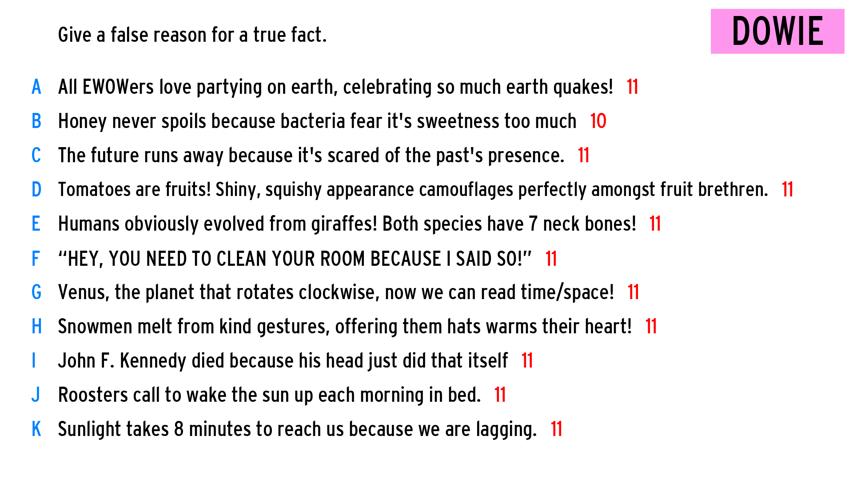 Give a false reason for a true fact.
DOWIE
A All EWOWers love partying on earth, celebrating so much earth quakes! 11
B Honey never spoils because bacteria fear it's sweetness too much 10
C The future runs away because it's scared of the past's presence. 11
D Tomatoes are fruits! Shiny, squishy appearance camouflages perfectly amongst fruit brethren. 11
E Humans obviously evolved from giraffes! Both species have 7 neck bones! 11
F “HEY, YOU NEED TO CLEAN YOUR ROOM BECAUSE I SAID SO!” 11
G Venus, the planet that rotates clockwise, now we can read time/space! 11
H Snowmen melt from kind gestures, offering them hats warms their heart! 11
I John F. Kennedy died because his head just did that itself 11
J Roosters call to wake the sun up each morning in bed. 11
K Sunlight takes 8 minutes to reach us because we are lagging. 11